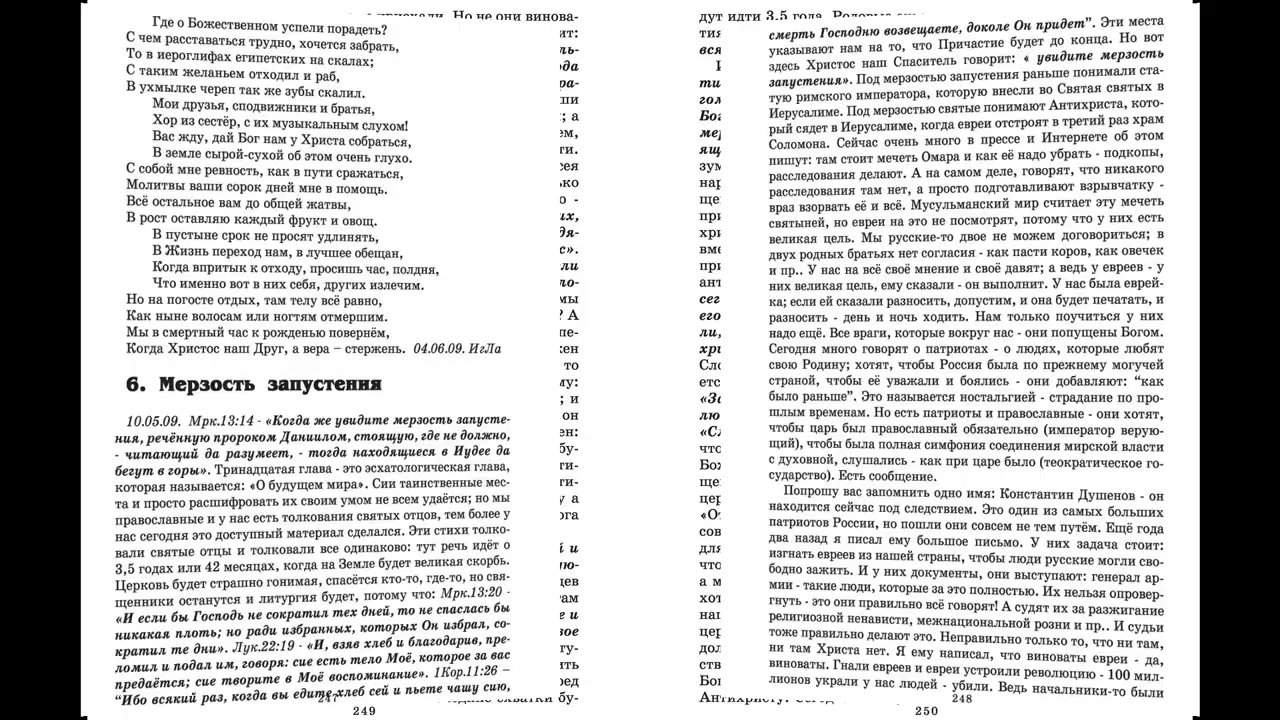 Где о Божественном успели порадеть?
С чем расставаться трудно, хочется забрать,
То в иероглифах египетских на скалах;
С таким желаньем отходил и раб,
В ухмылке череп так же зубы скалил.
Мои друзья, сподвижники и братья,
Хор из сестёр, с их музыкальным слухом!
Вас жду, дай Бог нам у Христа собраться,
В земле сырой-сухой об этом очень глухо.
С собой мне ревность, как в пути сражаться,
Молитвы ваши сорок дней мне в помощь.
Всё остальное вам до общей жатвы,
В рост оставляю каждый фрукт и овощ.
В пустыне срок не просят удлинять,
В Жизнь переход нам, в лучшее обещан,
Когда впритык к отходу, просишь час, полдня,
Что именно вот в них себя, других излечим.
Но на погосте отдых, там телу всё равно,
Как ныне волосам или ногтям отмершим.
Мы в смертный час к рожденью повернём,
Когда Христос наш Друг, а вера – стержень. 04.06.09. ИгЛа
6. Мерзость запустения
10.05.09. Мрк.13:14 - «Когда же увидите мерзость запусте-
ния, речённую пророком Даниилом, стоящую, где не должно,
- читающий да разумеет, - тогда находящиеся в Иудее да
бегут в горы». Тринадцатая глава - это эсхатологическая глава,
которая называется: «О будущем мира». Сии таинственные мес-
та и просто расшифровать их своим умом не всем удаётся; но мы
православные и у нас есть толкования святых отцов, тем более у
нас сегодня это доступный материал сделался. Эти стихи толко-
вали святые отцы и толковали все одинаково: тут речь идёт о
3,5 годах или 42 месяцах, когда на Земле будет великая скорбь.
Церковь будет страшно гонимая, спасётся кто-то, где-то, но свя-
щенники останутся и литургия будет, потому что: Мрк.13:20 -
«И если бы Господь не сократил тех дней, то не спаслась бы
никакая плоть; но ради избранных, которых Он избрал, со-
кратил те дни». Лук.22:19 - «И, взяв хлеб и благодарив, пре-
ломил и подал им, говоря: сие есть тело Моё, которое за вас
предаётся; сие творите в Моё воспоминание». 1Кор.11:26 –
“Ибо всякий раз, когда вы едите хлеб сей и пьете чашу сию,
249
смерть Господню возвещаете, доколе Он придет”. Эти места
указывают нам на то, что Причастие будет до конца. Но вот
здесь Христос наш Спаситель говорит: « увидите мерзость
запустения». Под мерзостью запустения раньше понимали ста-
тую римского императора, которую внесли во Святая святых в
Иерусалиме. Под мерзостью святые понимают Антихриста, кото-
рый сядет в Иерусалиме, когда евреи отстроят в третий раз храм
Соломона. Сейчас очень много в прессе и Интернете об этом
пишут: там стоит мечеть Омара и как её надо убрать - подкопы,
расследования делают. А на самом деле, говорят, что никакого
расследования там нет, а просто подготавливают взрывчатку -
враз взорвать её и всё. Мусульманский мир считает эту мечеть
святыней, но евреи на это не посмотрят, потому что у них есть
великая цель. Мы русские-то двое не можем договориться; в
двух родных братьях нет согласия - как пасти коров, как овечек
и пр.. У нас на всё своё мнение и своё давят; а ведь у евреев - у
них великая цель, ему сказали - он выполнит. У нас была еврей-
ка; если ей сказали разносить, допустим, и она будет печатать, и
разносить - день и ночь ходить. Нам только поучиться у них
надо ещё. Все враги, которые вокруг нас - они попущены Богом.
Сегодня много говорят о патриотах - о людях, которые любят
свою Родину; хотят, чтобы Россия была по прежнему могучей
страной, чтобы её уважали и боялись - они добавляют: “как
было раньше”. Это называется ностальгией - страдание по про-
шлым временам. Но есть патриоты и православные - они хотят,
чтобы царь был православный обязательно (император верую-
щий), чтобы была полная симфония соединения мирской власти
с духовной, слушались - как при царе было (теократическое го-
сударство). Есть сообщение.
Попрошу вас запомнить одно имя: Константин Душенов - он
находится сейчас под следствием. Это один из самых больших
патриотов России, но пошли они совсем не тем путём. Ещё года
два назад я писал ему большое письмо. У них задача стоит:
изгнать евреев из нашей страны, чтобы люди русские могли сво-
бодно зажить. И у них документы, они выступают: генерал ар-
мии - такие люди, которые за это полностью. Их нельзя опровер-
гнуть - это они правильно всё говорят! А судят их за разжигание
религиозной ненависти, межнациональной розни и пр.. И судьи
тоже правильно делают это. Неправильно только то, что ни там,
ни там Христа нет. Я ему написал, что виноваты евреи - да,
виноваты. Гнали евреев и евреи устроили революцию - 100 мил-
лионов украли у нас людей - убили. Ведь начальники-то были
248
250